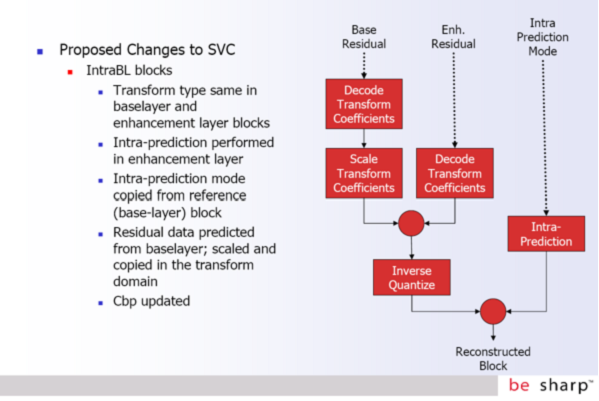 Proposed Changes to SVC
IntraBL blocks
Transform type same in
baselayer and
enhancement layer blocks
Intra-prediction performed
in enhancement layer
Intra-prediction mode
copied from reference
(base-layer) block
Residual data predicted
from baselayer; scaled and
copied in the transform
domain
Cbp updated
Base
Residual
Enh.
Residual
Intra
Prediction
Mode
Decode
Transform
Coefficients
Scale
Transform
Coefficients
Decode
Transform
Coefficients
Intra-
Prediction
Inverse
Quantize
Reconstructed
Block
be sharp™